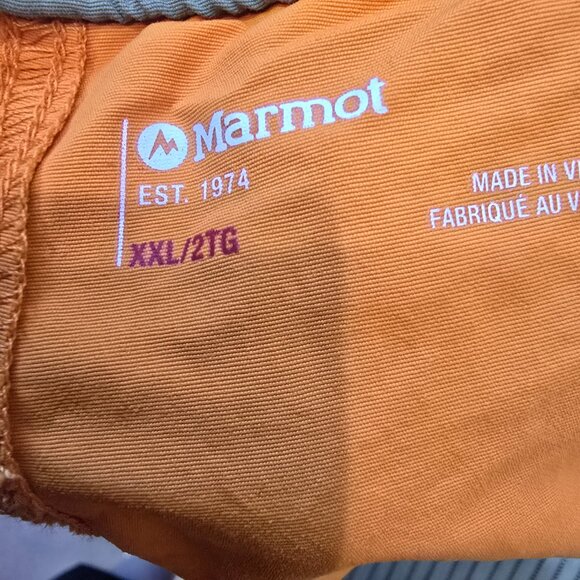 Marmot
EST. 1974
XXL/2TG
MADE IN
FABRIQUÉ AU